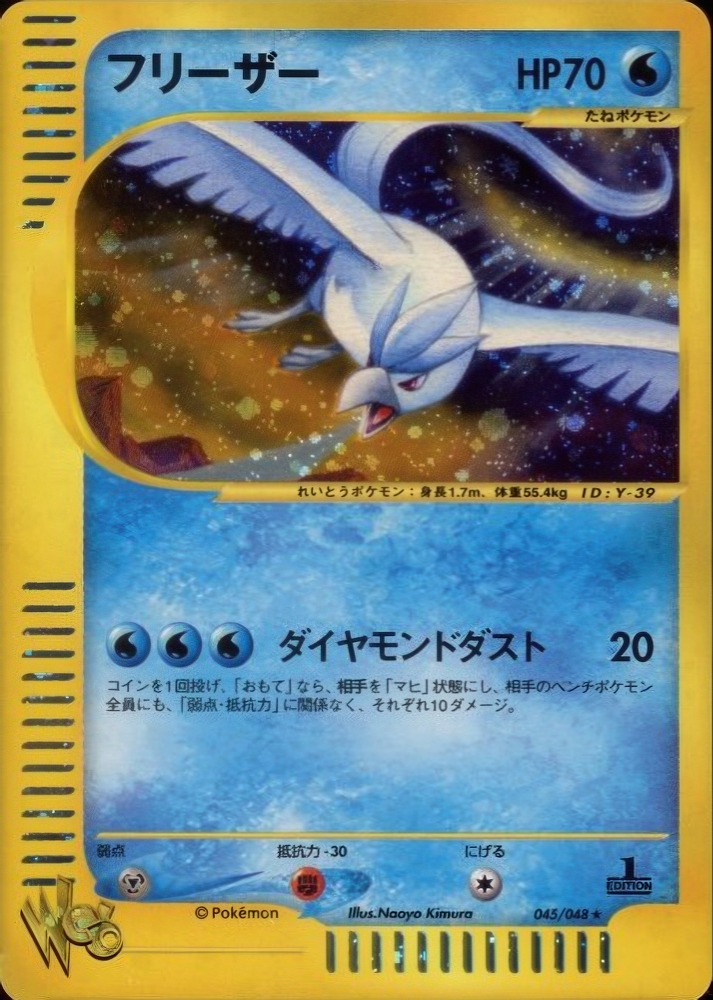 フリーザー
HP70
たねポケモン
れいとうポケモン：身長1.7m、体重55.4kg ID:Y-39
ダイヤモンドダスト 20
コインを1回投げ、「おもて」なら、相手を「マヒ」状態にし、相手のベンチポケモン
全員にも、「弱点・抵抗力」に関係なく、それぞれ10ダメージ。
弱点 抵抗力 -30 にげる
1
EDITION
Web
©Pokémon Illus.Naoyo Kimura 045/048★